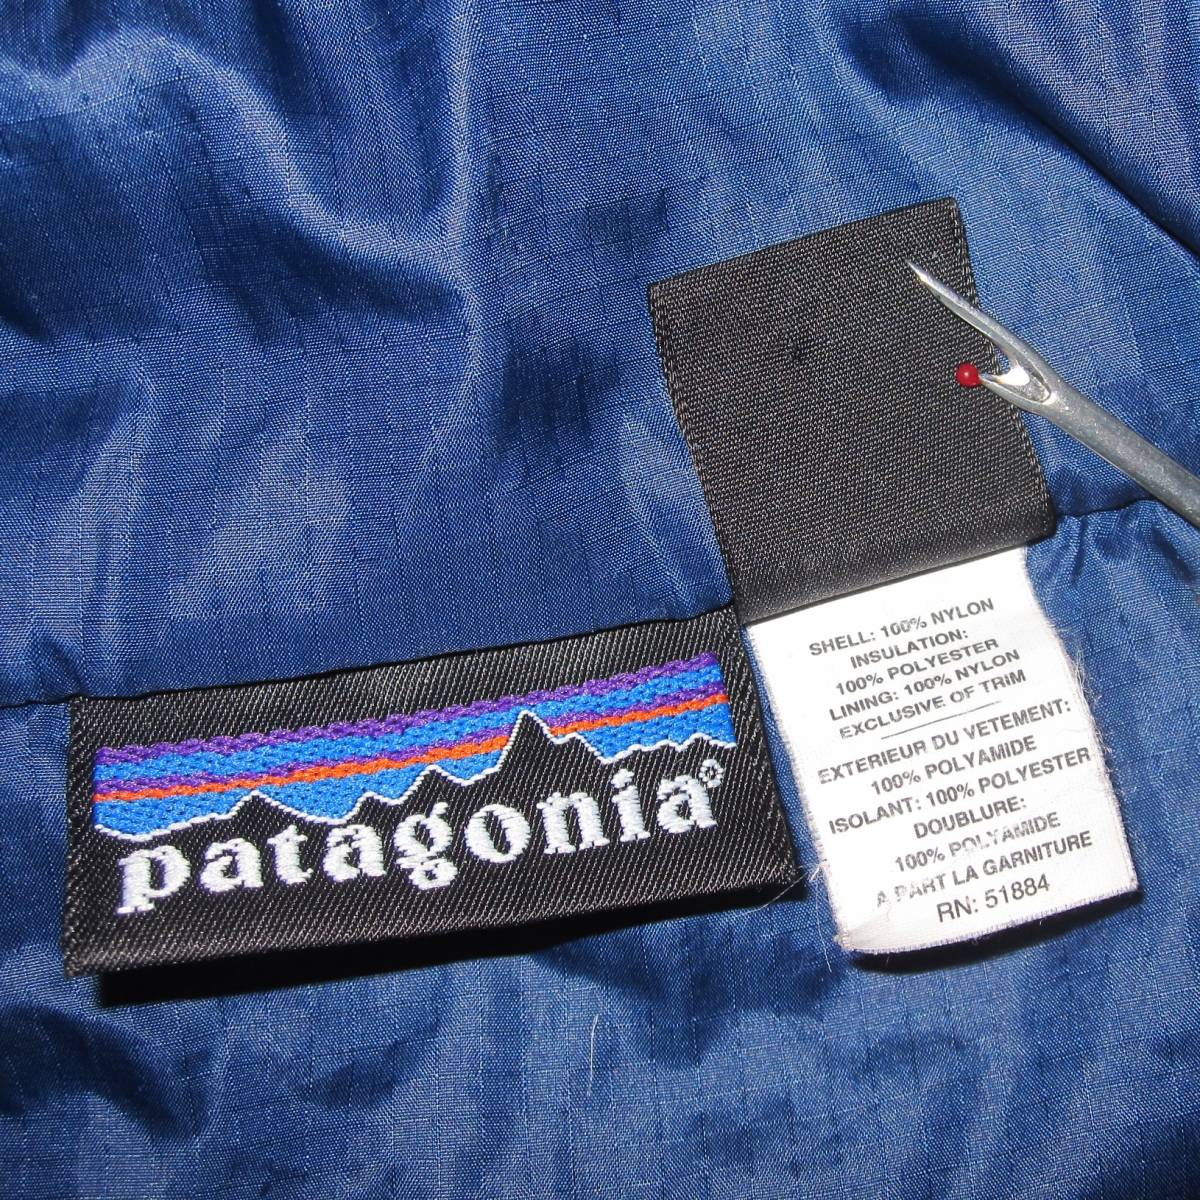 patagonia®
SHELL: 100% NYLON
INSULATION:
100% POLYESTER
LINING: 100% NYLON
EXCLUSIVE OF TRIM
EXTERIEUR DU VETEMENT:
100% POLYAMIDE
ISOLANT: 100% POLYESTER
DOUBLURE:
100% POLYAMIDE
A PART LA GARNITURE
RN: 51884